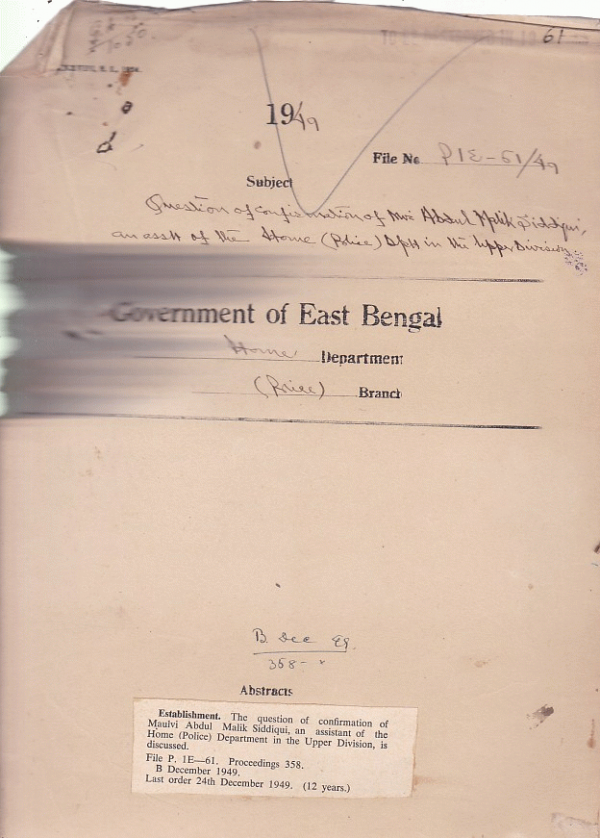 61
1949
File No P1E-61/49
Subject
Question of confirmation of Mvi Abdul Malik Siddiqui,
an asstt of the Home (Police) Deptt in the Upper Division.
Government of East Bengal
Home Department
(Police) Branch
B Dec 49.
358-
Abstracts
Establishment. The question of confirmation of
Maulvi Abdul Malik Siddiqui, an assistant of the
Home (Police) Department in the Upper Division, is
discussed.
File P. 1E—61. Proceedings 358.
B December 1949.
Last order 24th December 1949. (12 years.)